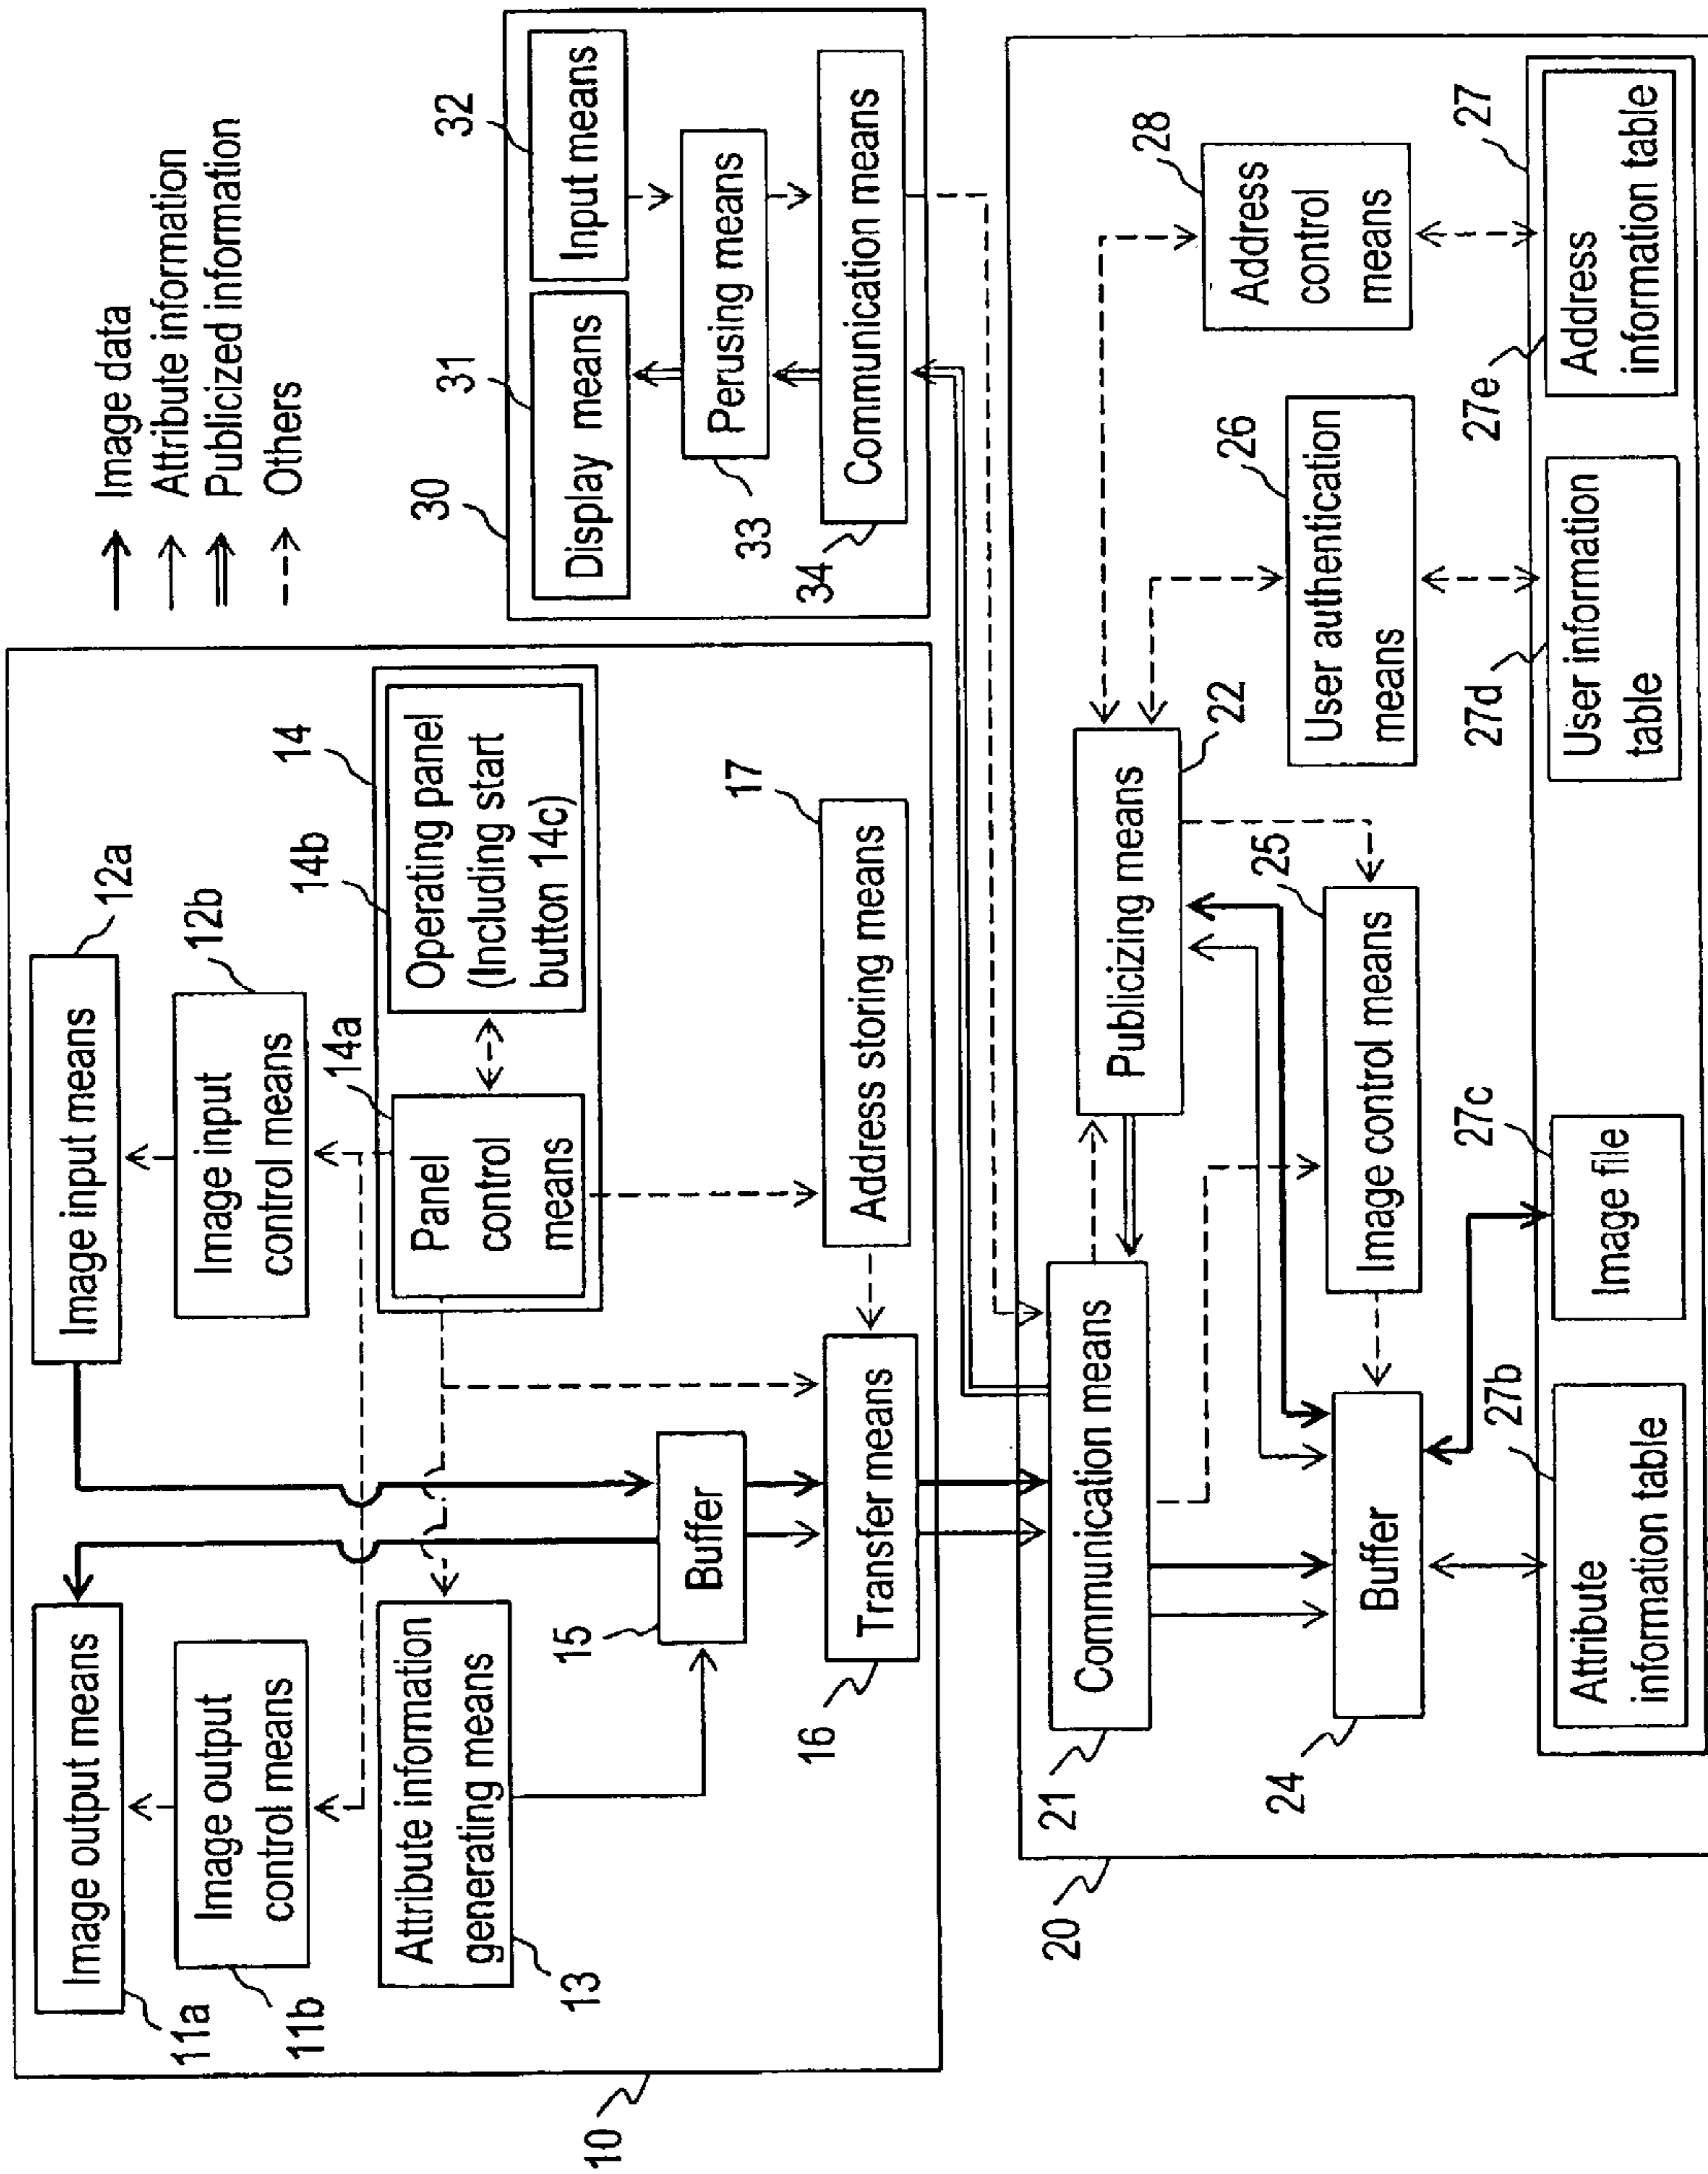 Image data
Attribute information
Publicized information
Others
10
11a
Image output means
11b
Image output
control means
12a
Image input means
12b
Image input
control means
13
Attribute information
generating means
14
14a
Panel
control
means
14b
Operating panel
(Including start
button 14c)
15
Buffer
16
Transfer means
17
Address storing means
30
31
Display means
32
Input means
33
Perusing means
34
Communication means
20
21
Communication means
22
Publicizing means
24
Buffer
25
Image control means
26
User authentication
means
28
Address
control
means
27
27b
Attribute
information table
27c
Image file
27d
User information
table
27e
Address
information table